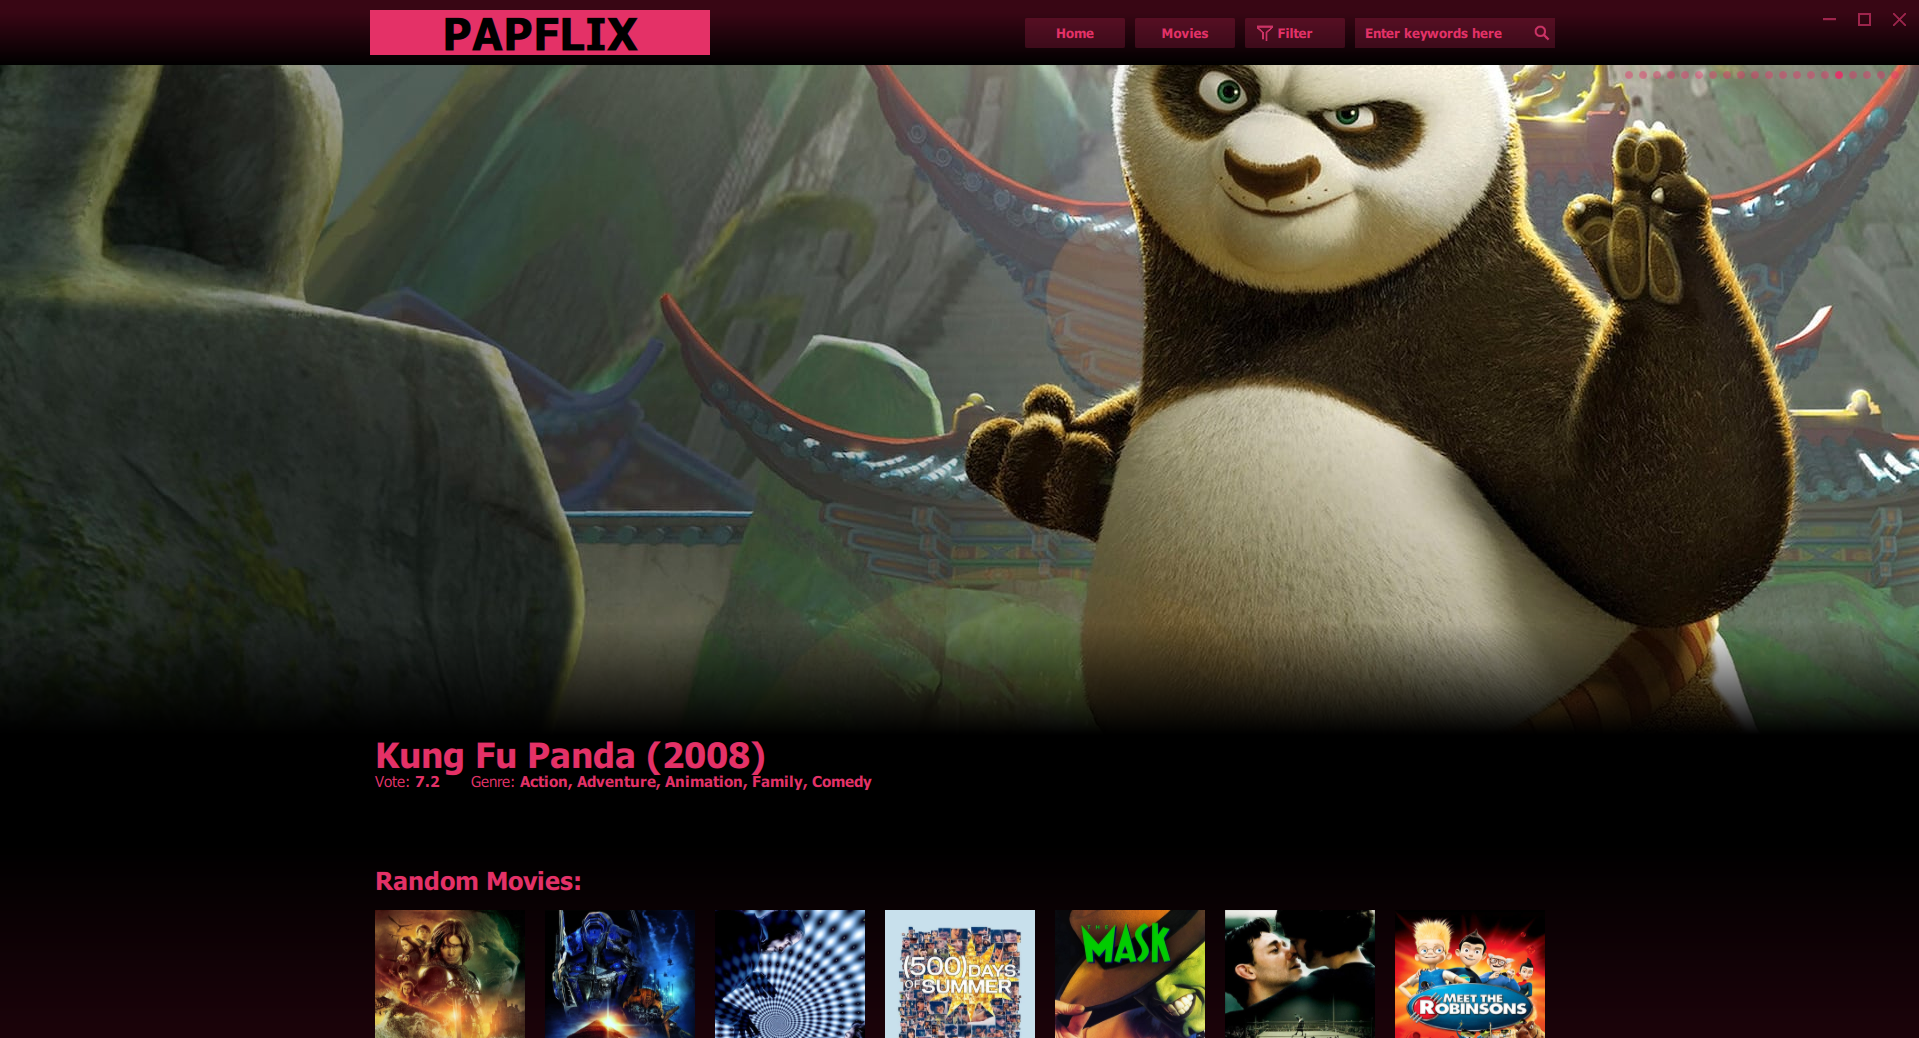 PAPFLIX
Home
Movies
Filter
Enter keywords here
Kung Fu Panda (2008)
Vote: 7.2 Genre: Action, Adventure, Animation, Family, Comedy
Random Movies:
(500) DAYS
OF SUMMER
THE
MASK
MEET THE
ROBINSONS